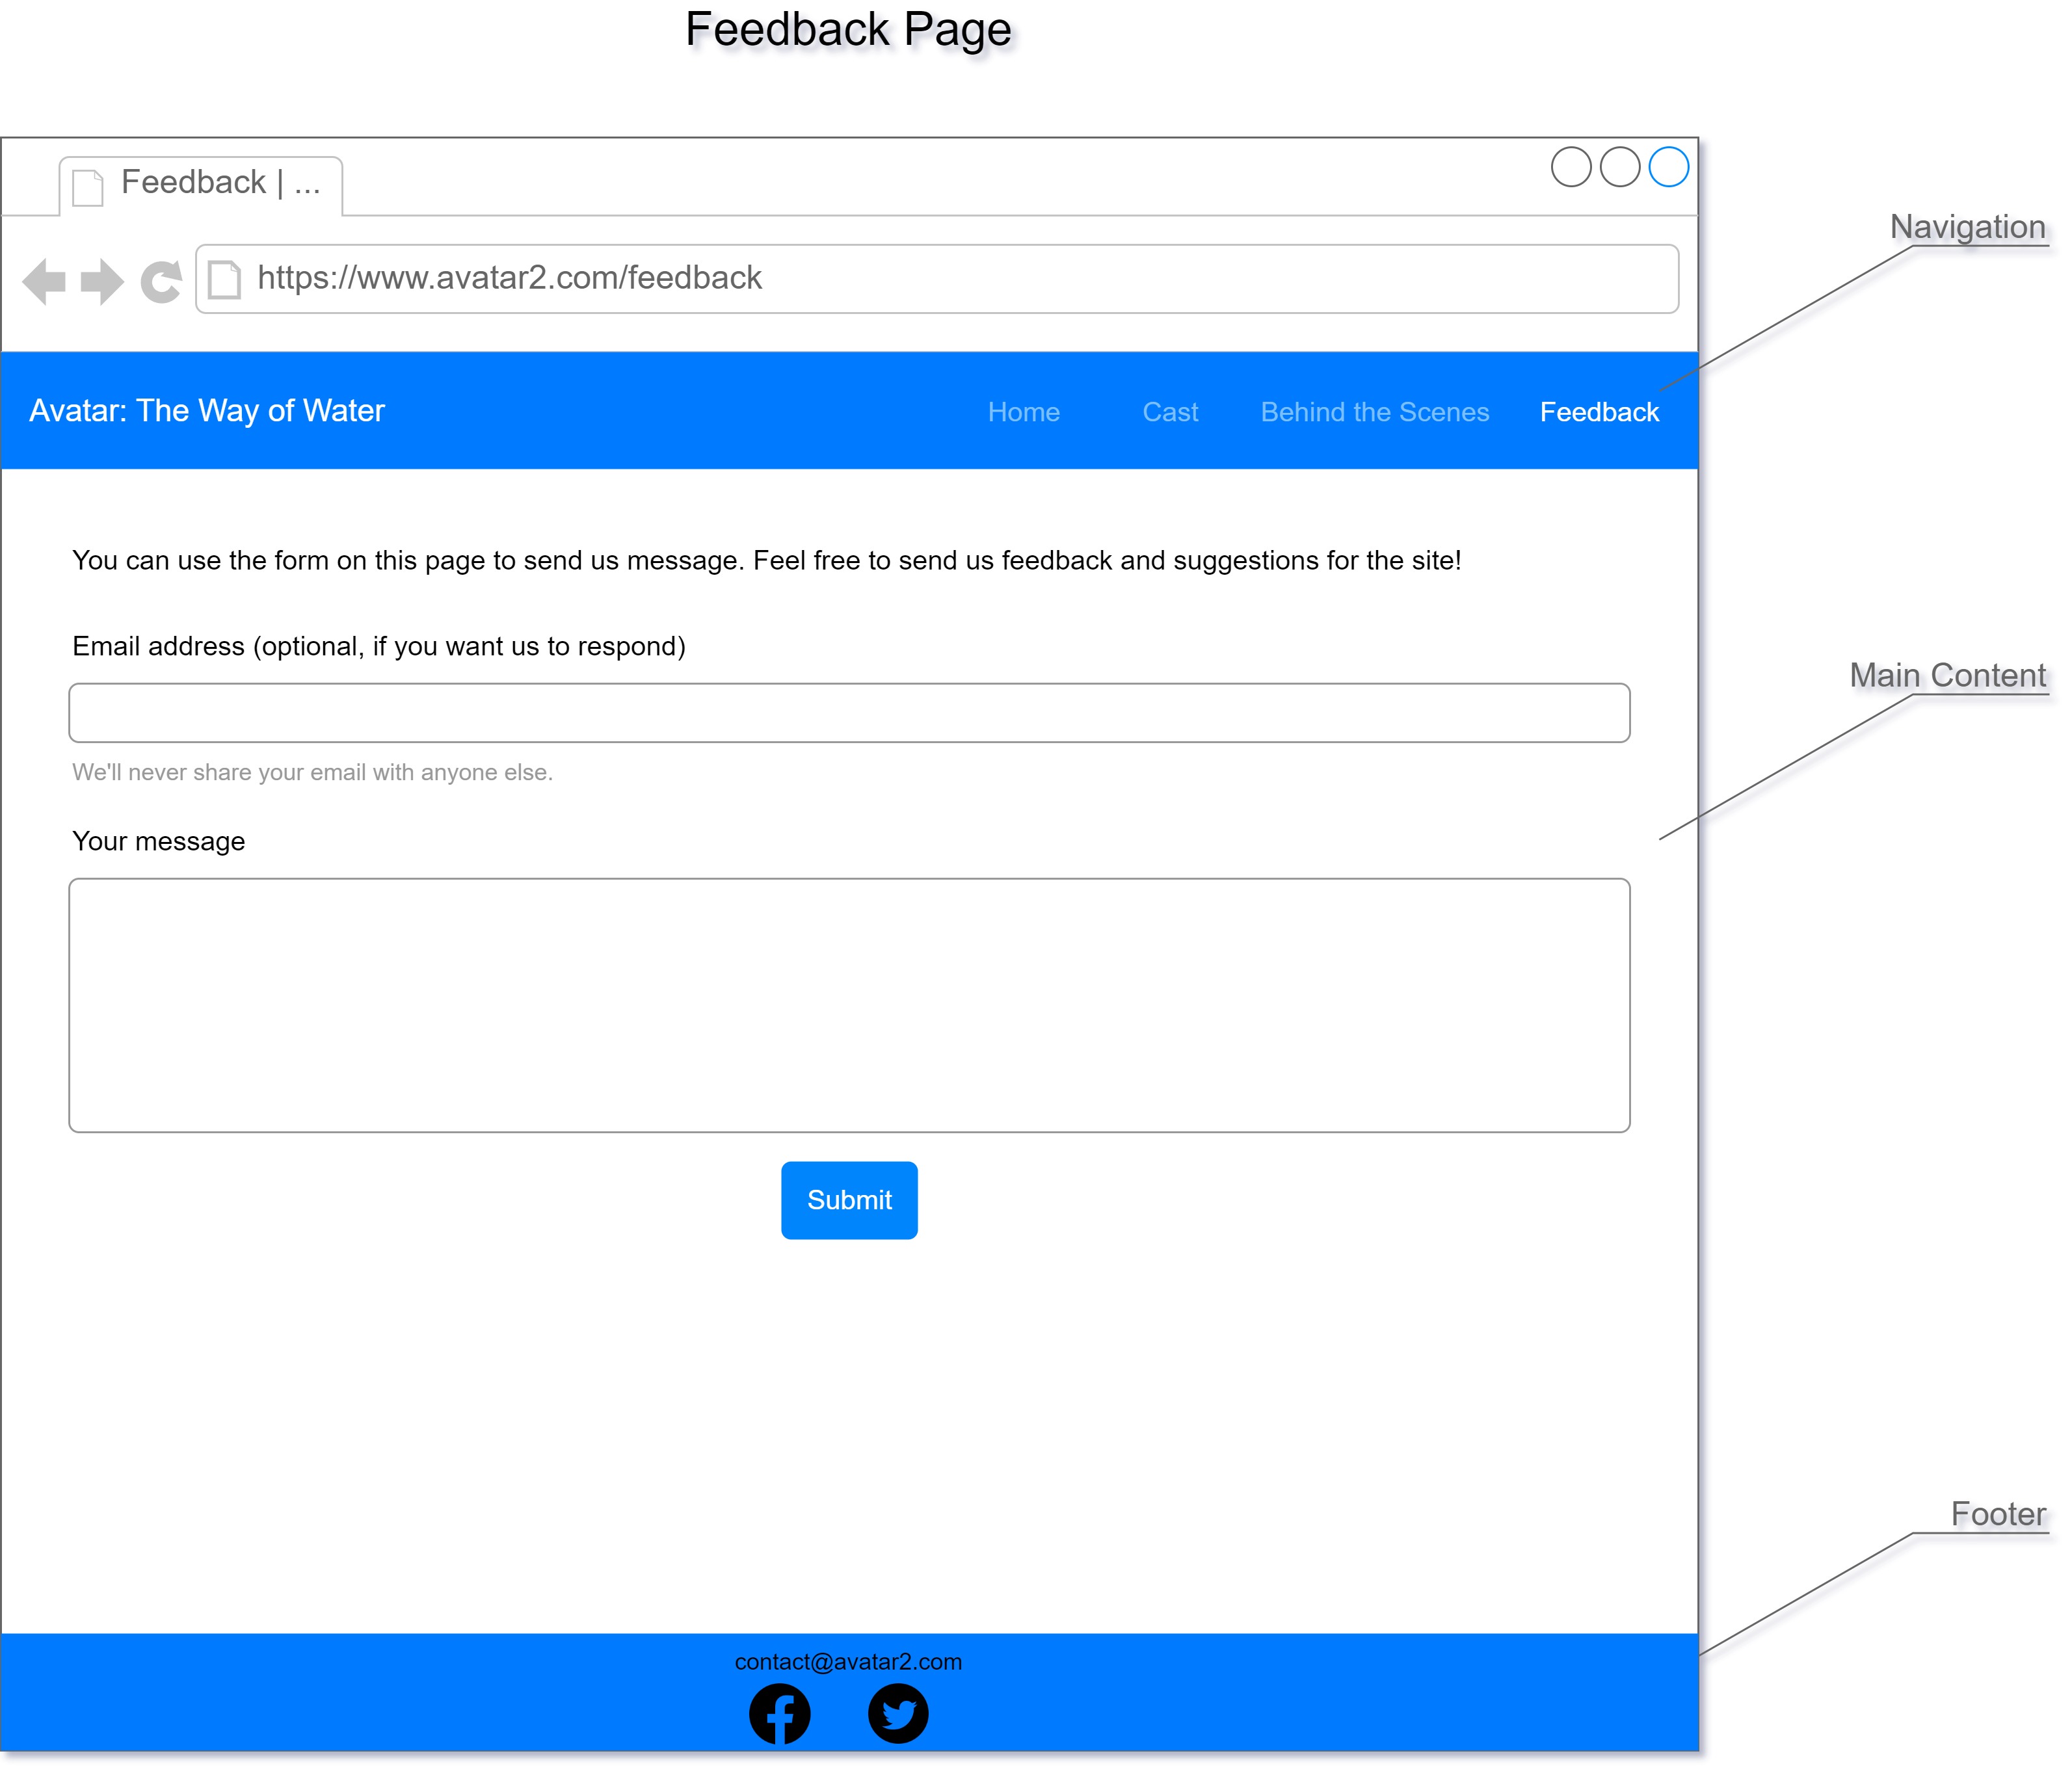 Feedback Page
Feedback | ...
https://www.avatar2.com/feedback
Navigation
Avatar: The Way of Water
Home
Cast
Behind the Scenes
Feedback
You can use the form on this page to send us message. Feel free to send us feedback and suggestions for the site!
Email address (optional, if you want us to respond)
Main Content
We'll never share your email with anyone else.
Your message
Submit
Footer
contact@avatar2.com